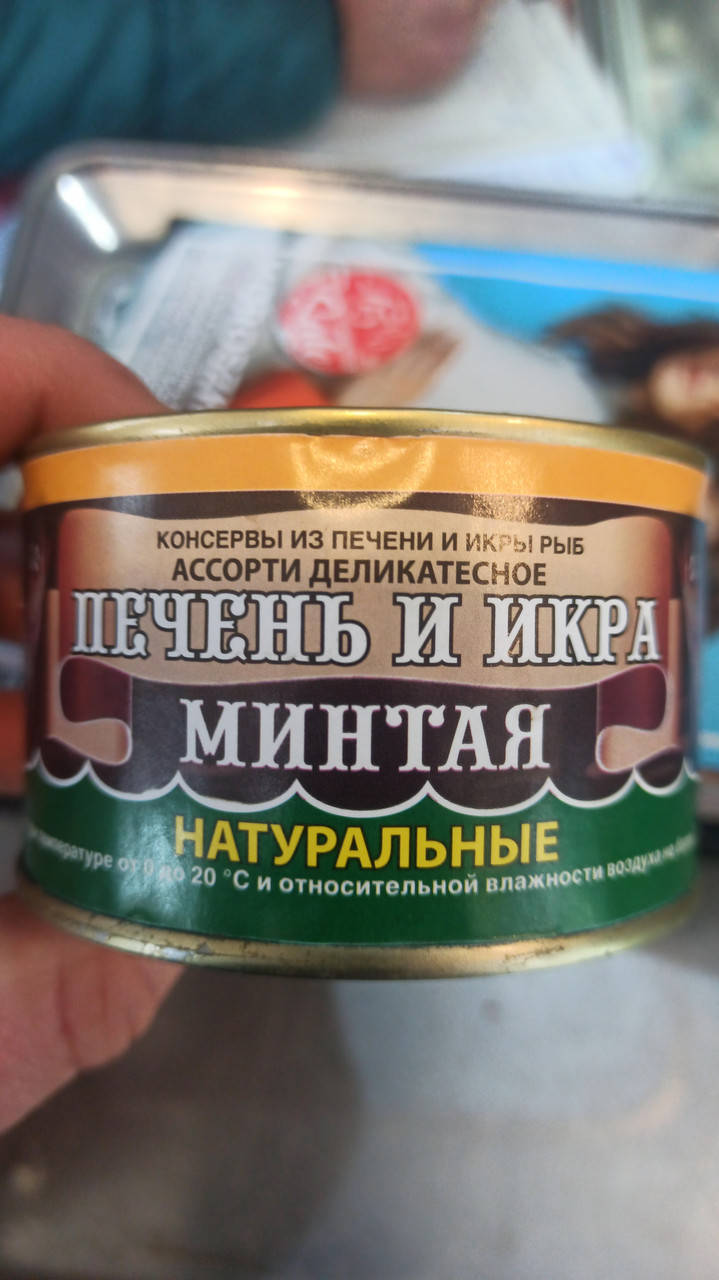 КОНСЕРВЫ ИЗ ПЕЧЕНИ И ИКРЫ РЫБ
АССОРТИ ДЕЛИКАТЕСНОЕ
ПЕЧЕНЬ И ИКРА
МИНТАЯ
НАТУРАЛЬНЫЕ
температуре от 0 до 20 °С и относительной влажности воздуха не